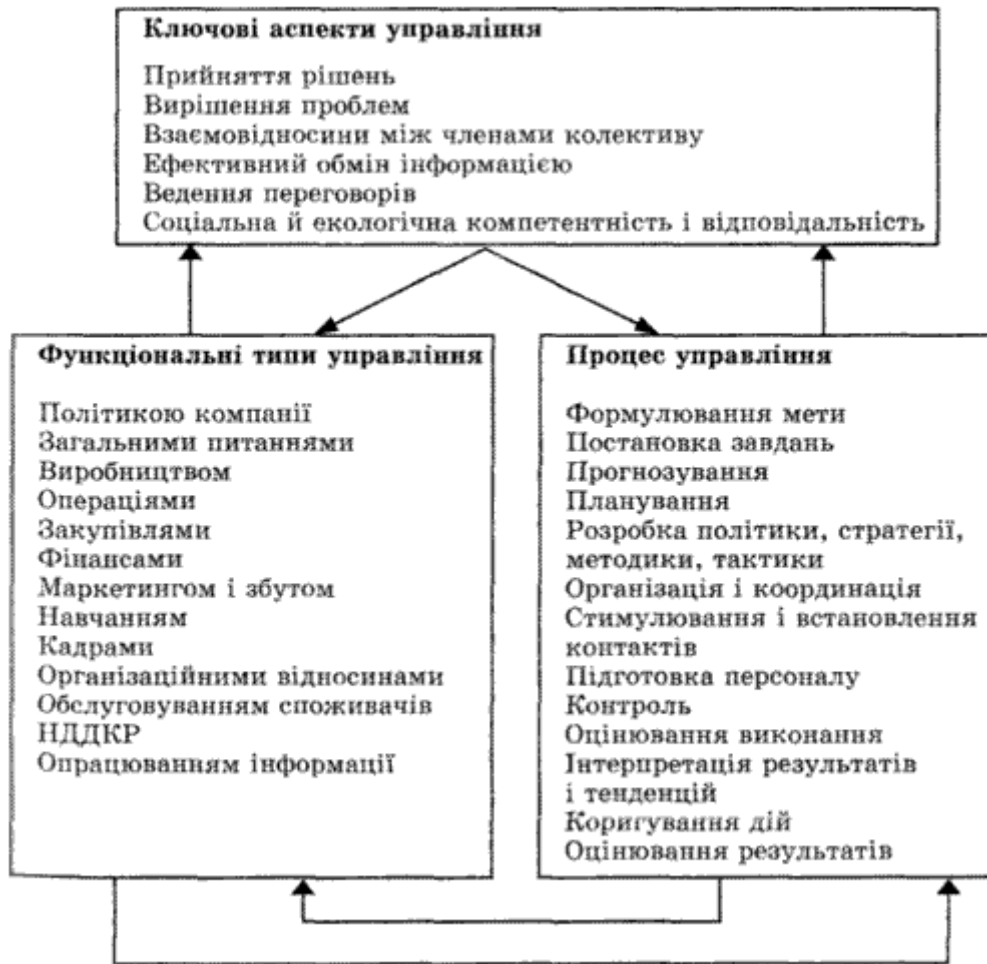 Ключові аспекти управління
Прийняття рішень
Вирішення проблем
Взаємовідносини між членами колективу
Ефективний обмін інформацією
Ведення переговорів
Соціальна й екологічна компетентність і відповідальність
Функціональні типи управління
Політикою компанії
Загальними питаннями
Виробництвом
Операціями
Закупівлями
Фінансами
Маркетингом і збутом
Навчанням
Кадрами
Організаційними відносинами
Обслуговуванням споживачів
НДДКР
Опрацюванням інформації
Процес управління
Формулювання мети
Постановка завдань
Прогнозування
Планування
Розробка політики, стратегії,
методики, тактики
Організація і координація
Стимулювання і встановлення
контактів
Підготовка персоналу
Контроль
Оцінювання виконання
Інтерпретація результатів
і тенденцій
Коригування дій
Оцінювання результатів